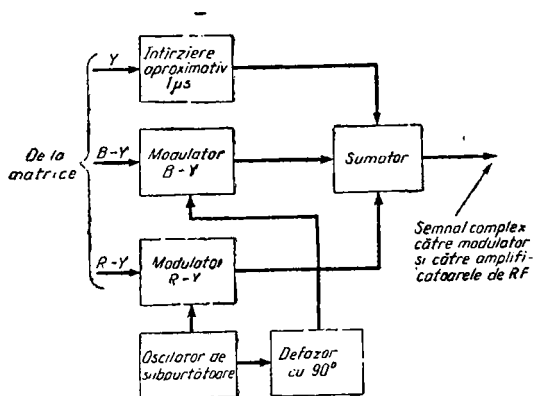 Y
Intîrziere
aproximativ
1µs
De la
matrice
B-Y
Modulator
B-Y
Sumator
R-Y
Modulator
R-Y
Semnal complex
către modulator
și către amplifi-
catoarele de RF
Oscilator de
subpurtătoare
Defazor
cu 90°